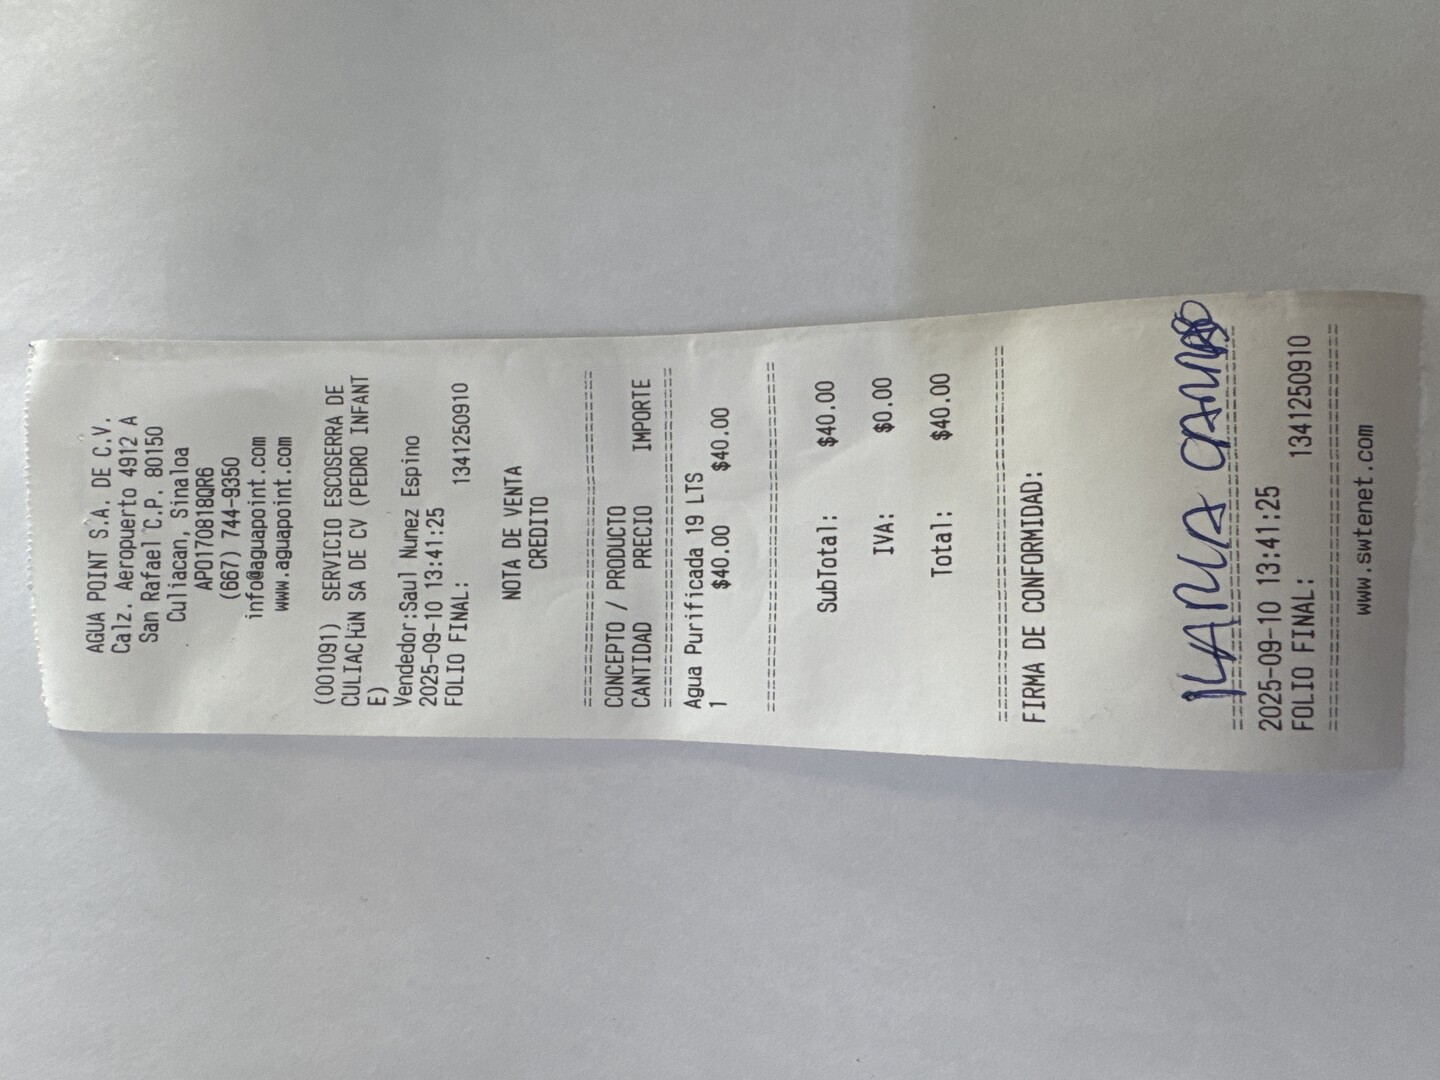 AGUA POINT S.A. DE C.V.
Calz. Aeropuerto 4912 A
San Rafael C.P. 80150
Culiacan, Sinaloa
APO170818QR6
(667) 744-9350
info@aguapoint.com
www.aguapoint.com
(001091) SERVICIO ESCOSERRA DE
CULIAC├ün SA DE CV (PEDRO INFANT
E)
Vendedor:Saul Nunez Espino
2025-09-10 13:41:25
FOLIO FINAL: 1341250910
NOTA DE VENTA
CREDITO
==============================
CONCEPTO / PRODUCTO
CANTIDAD PRECIO IMPORTE
==============================
Agua Purificada 19 LTS
1 $40.00 $40.00
==============================
SubTotal: $40.00
IVA: $0.00
Total: $40.00
==============================
FIRMA DE CONFORMIDAD:
==============================
2025-09-10 13:41:25
FOLIO FINAL: 1341250910
==============================
www.swtenet.com